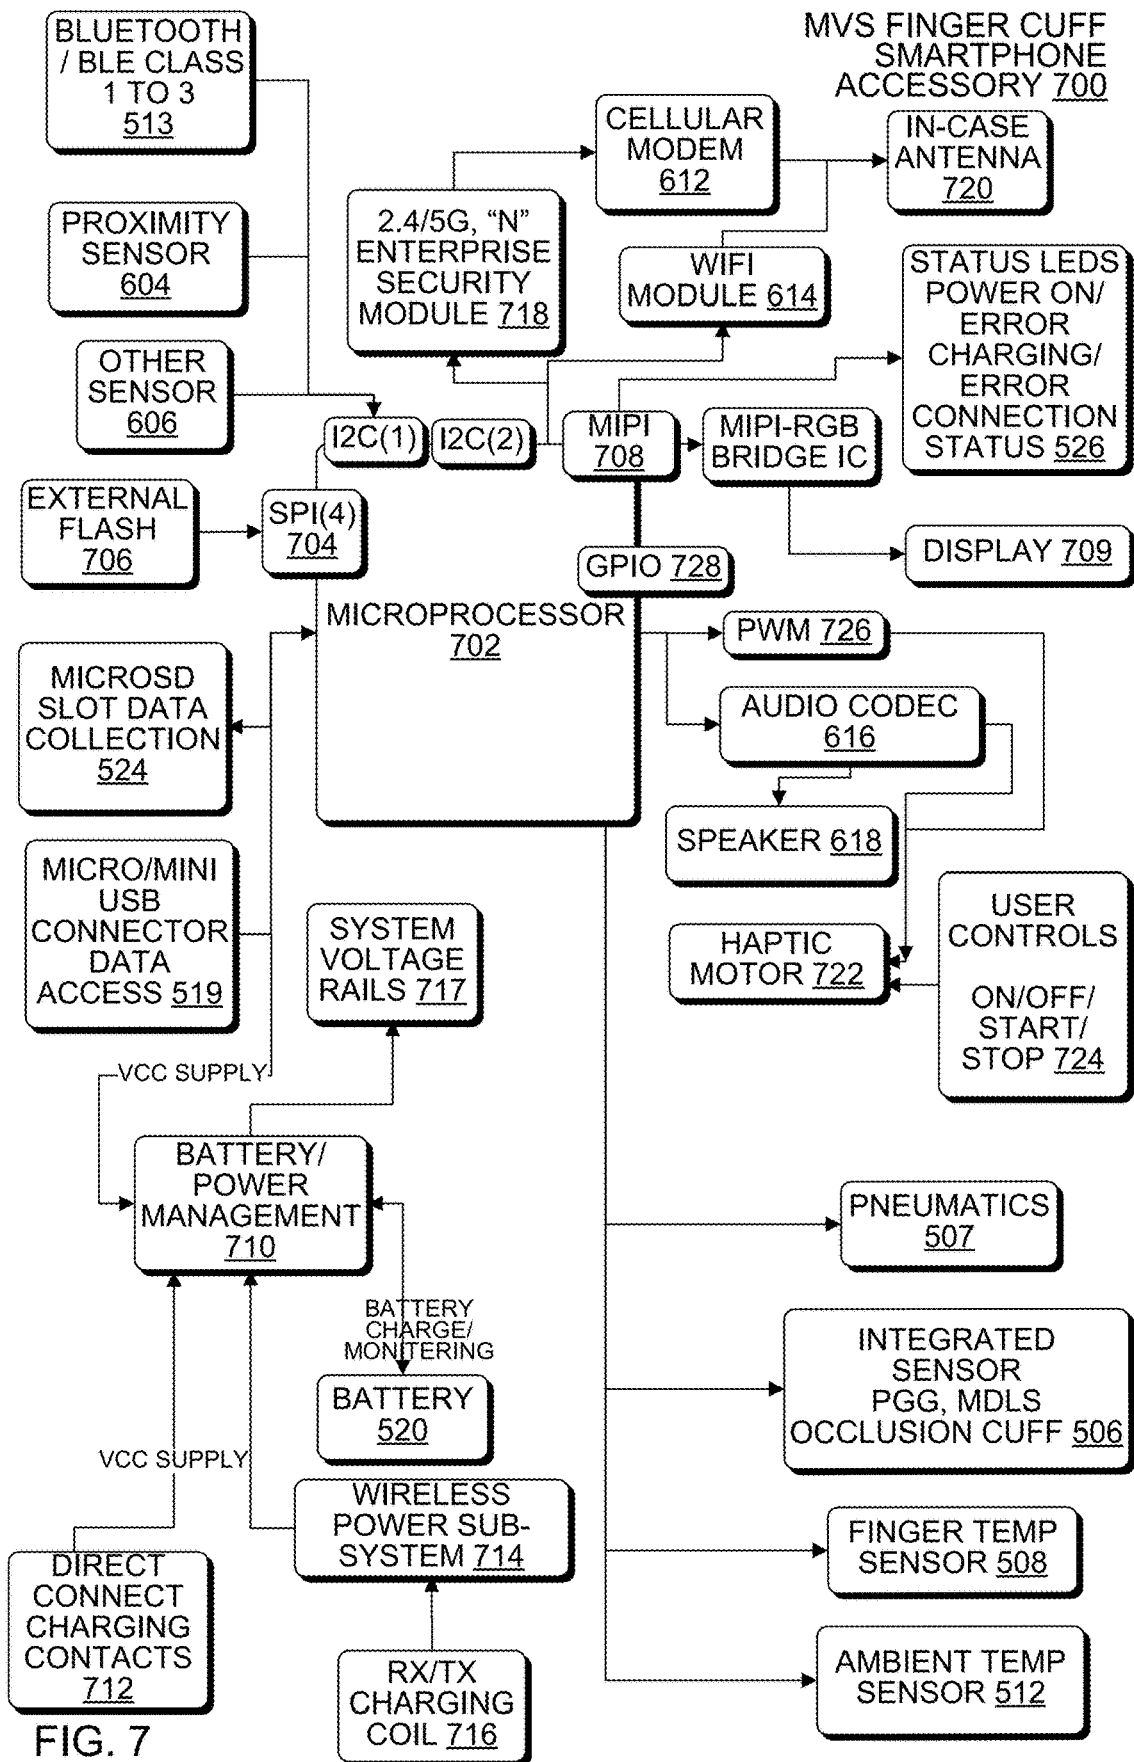 MVS FINGER CUFF
SMARTPHONE
ACCESSORY 700
BLUETOOTH
/ BLE CLASS
1 TO 3
513
CELLULAR
MODEM
612
IN-CASE
ANTENNA
720
PROXIMITY
SENSOR
604
2.4/5G, “N”
ENTERPRISE
SECURITY
MODULE 718
WIFI
MODULE 614
STATUS LEDS
POWER ON/
ERROR
CHARGING/
ERROR
CONNECTION
STATUS 526
OTHER
SENSOR
606
I2C(1)
I2C(2)
MIPI
708
MIPI-RGB
BRIDGE IC
EXTERNAL
FLASH
706
SPI(4)
704
GPIO 728
DISPLAY 709
MICROPROCESSOR
702
PWM 726
MICROSD
SLOT DATA
COLLECTION
524
AUDIO CODEC
616
SPEAKER 618
MICRO/MINI
USB
CONNECTOR
DATA
ACCESS 519
SYSTEM
VOLTAGE
RAILS 717
HAPTIC
MOTOR 722
USER
CONTROLS
ON/OFF/
START/
STOP 724
VCC SUPPLY
BATTERY/
POWER
MANAGEMENT
710
PNEUMATICS
507
BATTERY
CHARGE/
MONITERING
BATTERY
520
INTEGRATED
SENSOR
PGG, MDLS
OCCLUSION CUFF 506
VCC SUPPLY
WIRELESS
POWER SUB-
SYSTEM 714
FINGER TEMP
SENSOR 508
DIRECT
CONNECT
CHARGING
CONTACTS
712
RX/TX
CHARGING
COIL 716
AMBIENT TEMP
SENSOR 512
FIG. 7